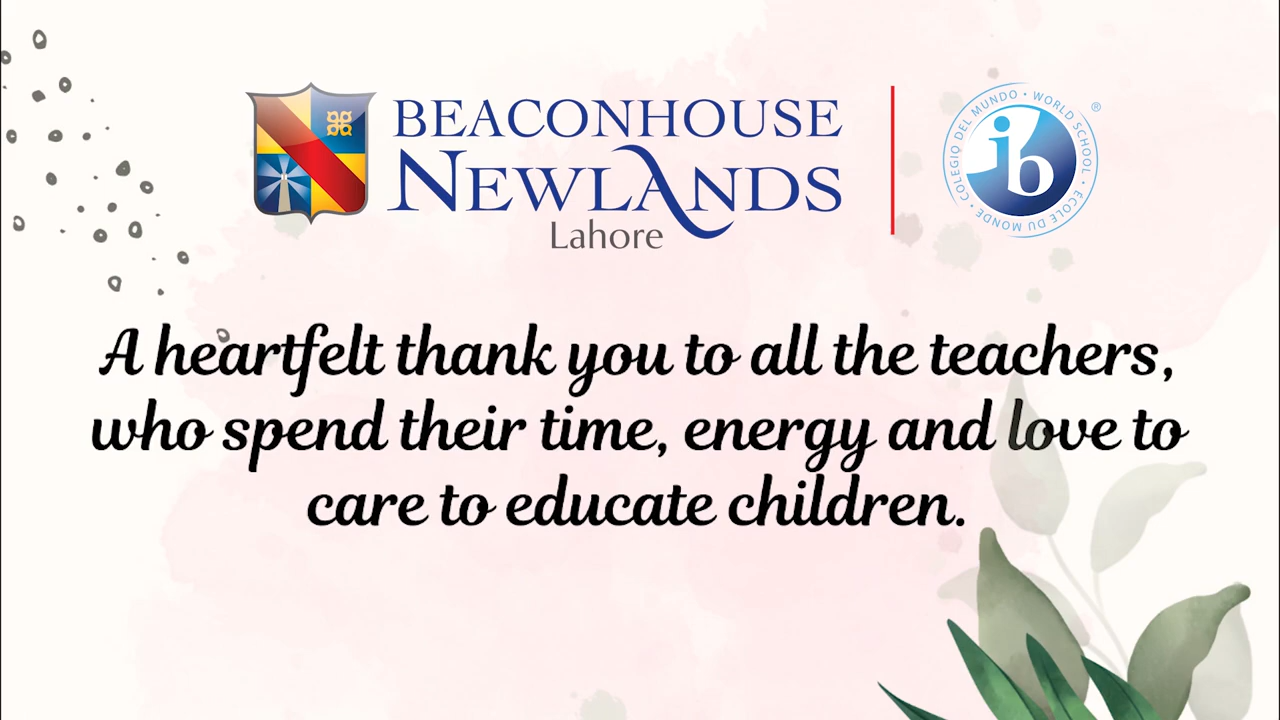 BEACONHOUSE
NEWLANDS
Lahore
ib
COLEGIO DEL MUNDO • WORLD SCHOOL • ÉCOLE DU MONDE •
®
A heartfelt thank you to all the teachers,
who spend their time, energy and love to
care to educate children.